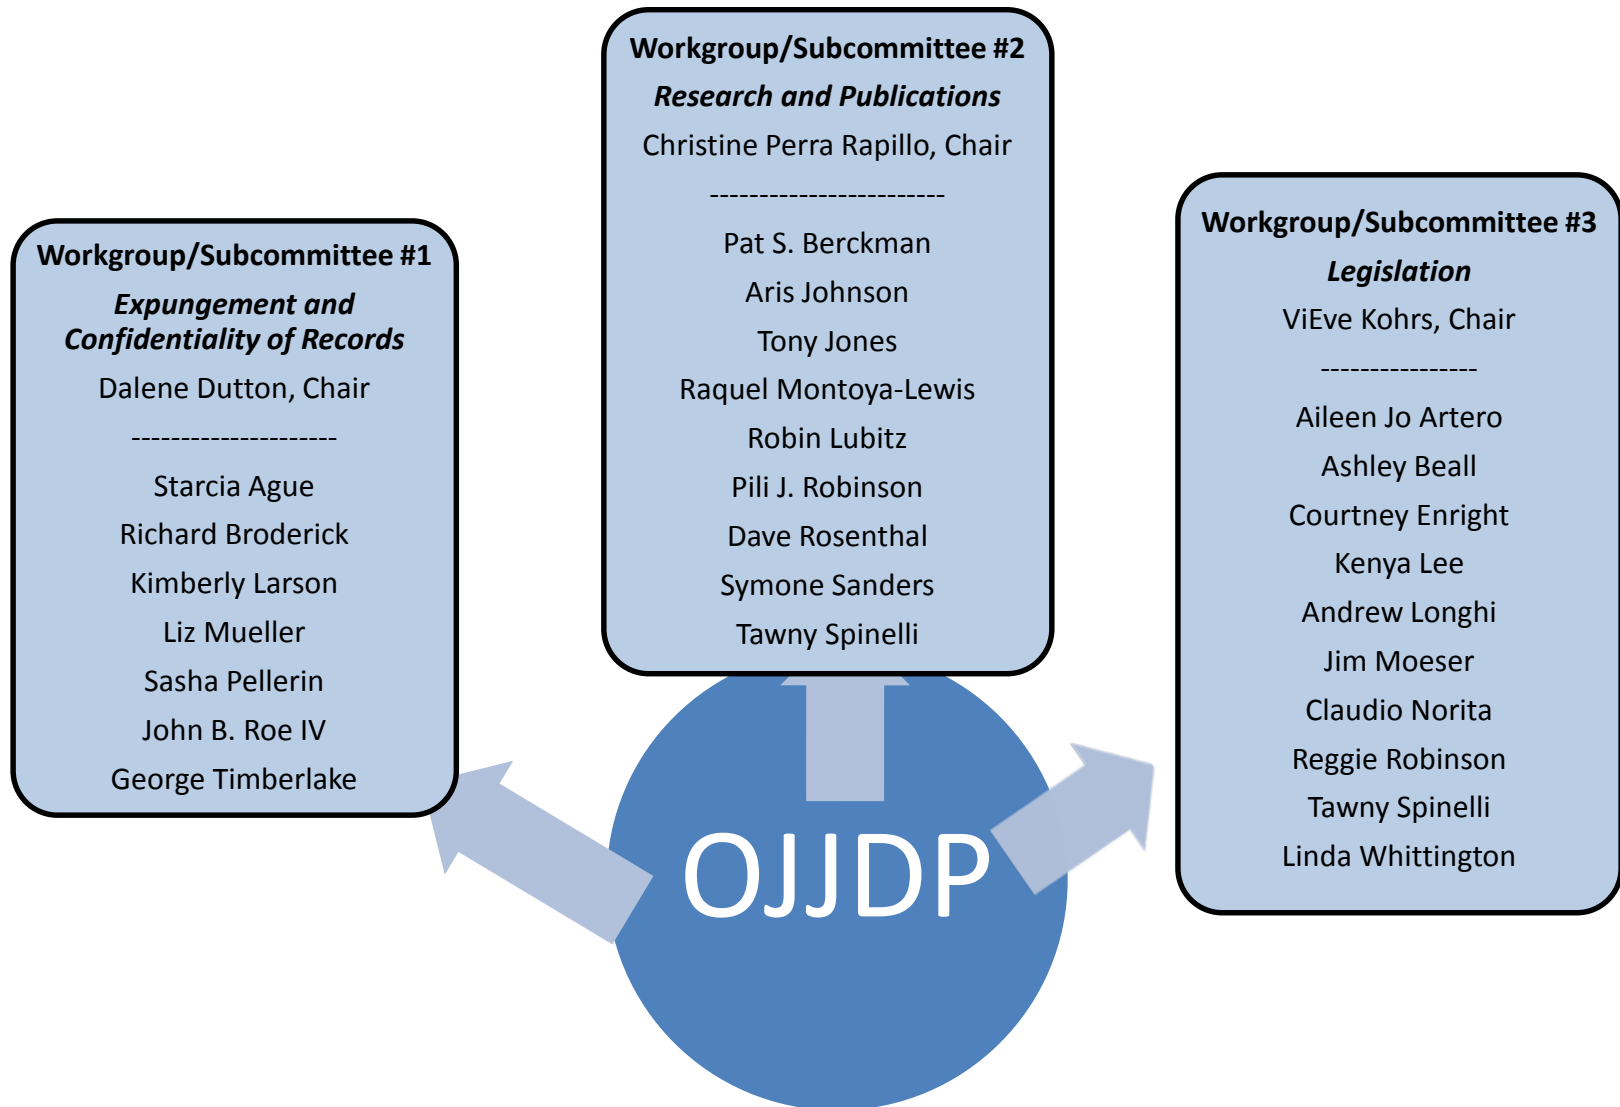 Workgroup/Subcommittee #1
Expungement and
Confidentiality of Records
Dalene Dutton, Chair
---------------------
Starcia Ague
Richard Broderick
Kimberly Larson
Liz Mueller
Sasha Pellerin
John B. Roe IV
George Timberlake
Workgroup/Subcommittee #2
Research and Publications
Christine Perra Rapillo, Chair
------------------------
Pat S. Berckman
Aris Johnson
Tony Jones
Raquel Montoya-Lewis
Robin Lubitz
Pili J. Robinson
Dave Rosenthal
Symone Sanders
Tawny Spinelli
Workgroup/Subcommittee #3
Legislation
ViEve Kohrs, Chair
----------------
Aileen Jo Artero
Ashley Beall
Courtney Enright
Kenya Lee
Andrew Longhi
Jim Moeser
Claudio Norita
Reggie Robinson
Tawny Spinelli
Linda Whittington
OJJDP